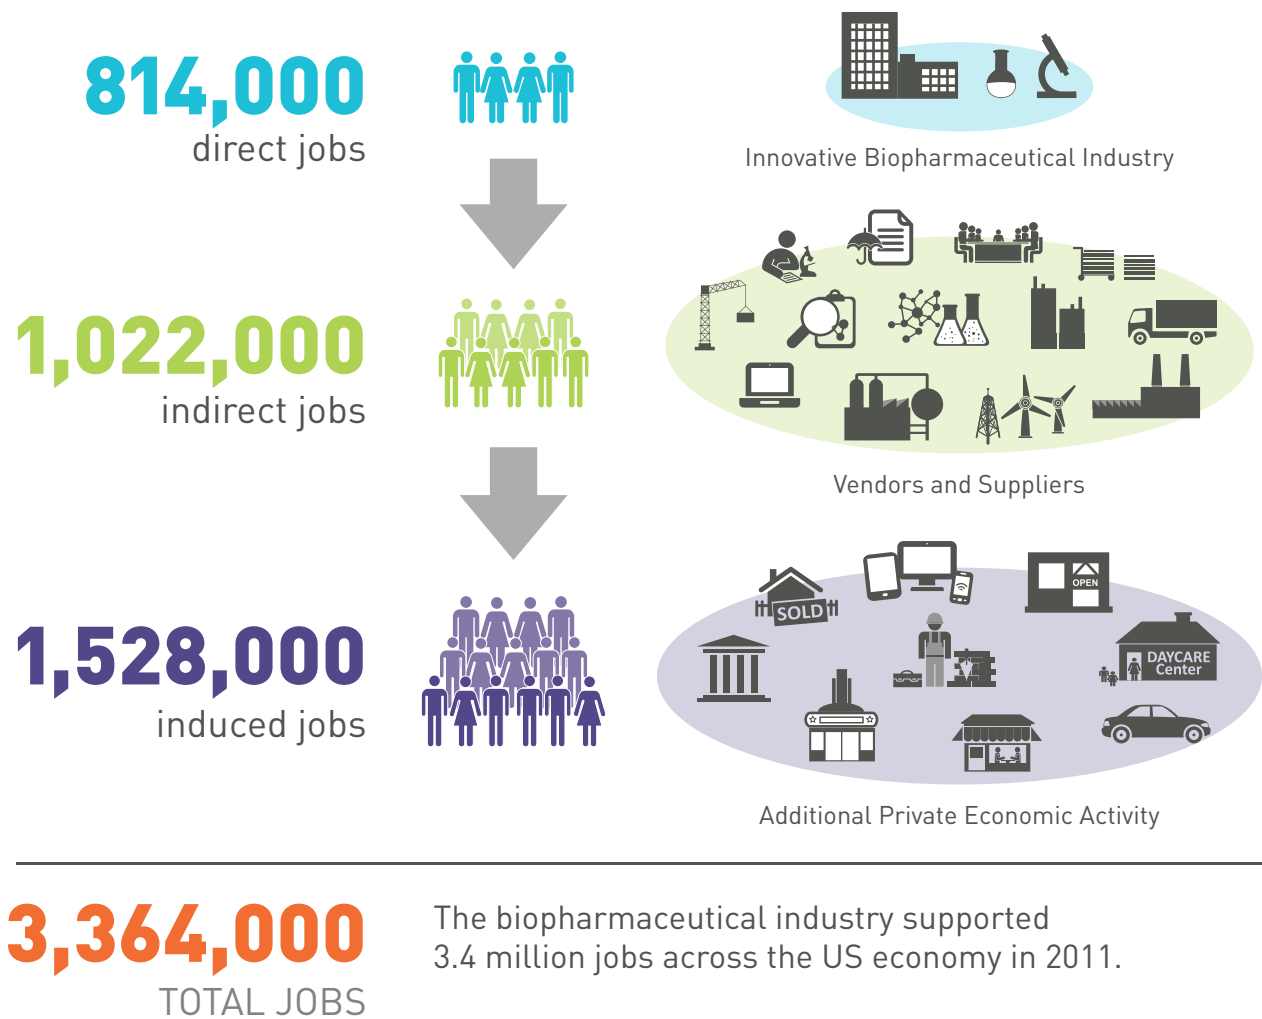 814,000
direct jobs
Innovative Biopharmaceutical Industry
1,022,000
indirect jobs
Vendors and Suppliers
1,528,000
induced jobs
SOLD
OPEN
DAYCARE
Center
Additional Private Economic Activity
3,364,000
TOTAL JOBS
The biopharmaceutical industry supported
3.4 million jobs across the US economy in 2011.